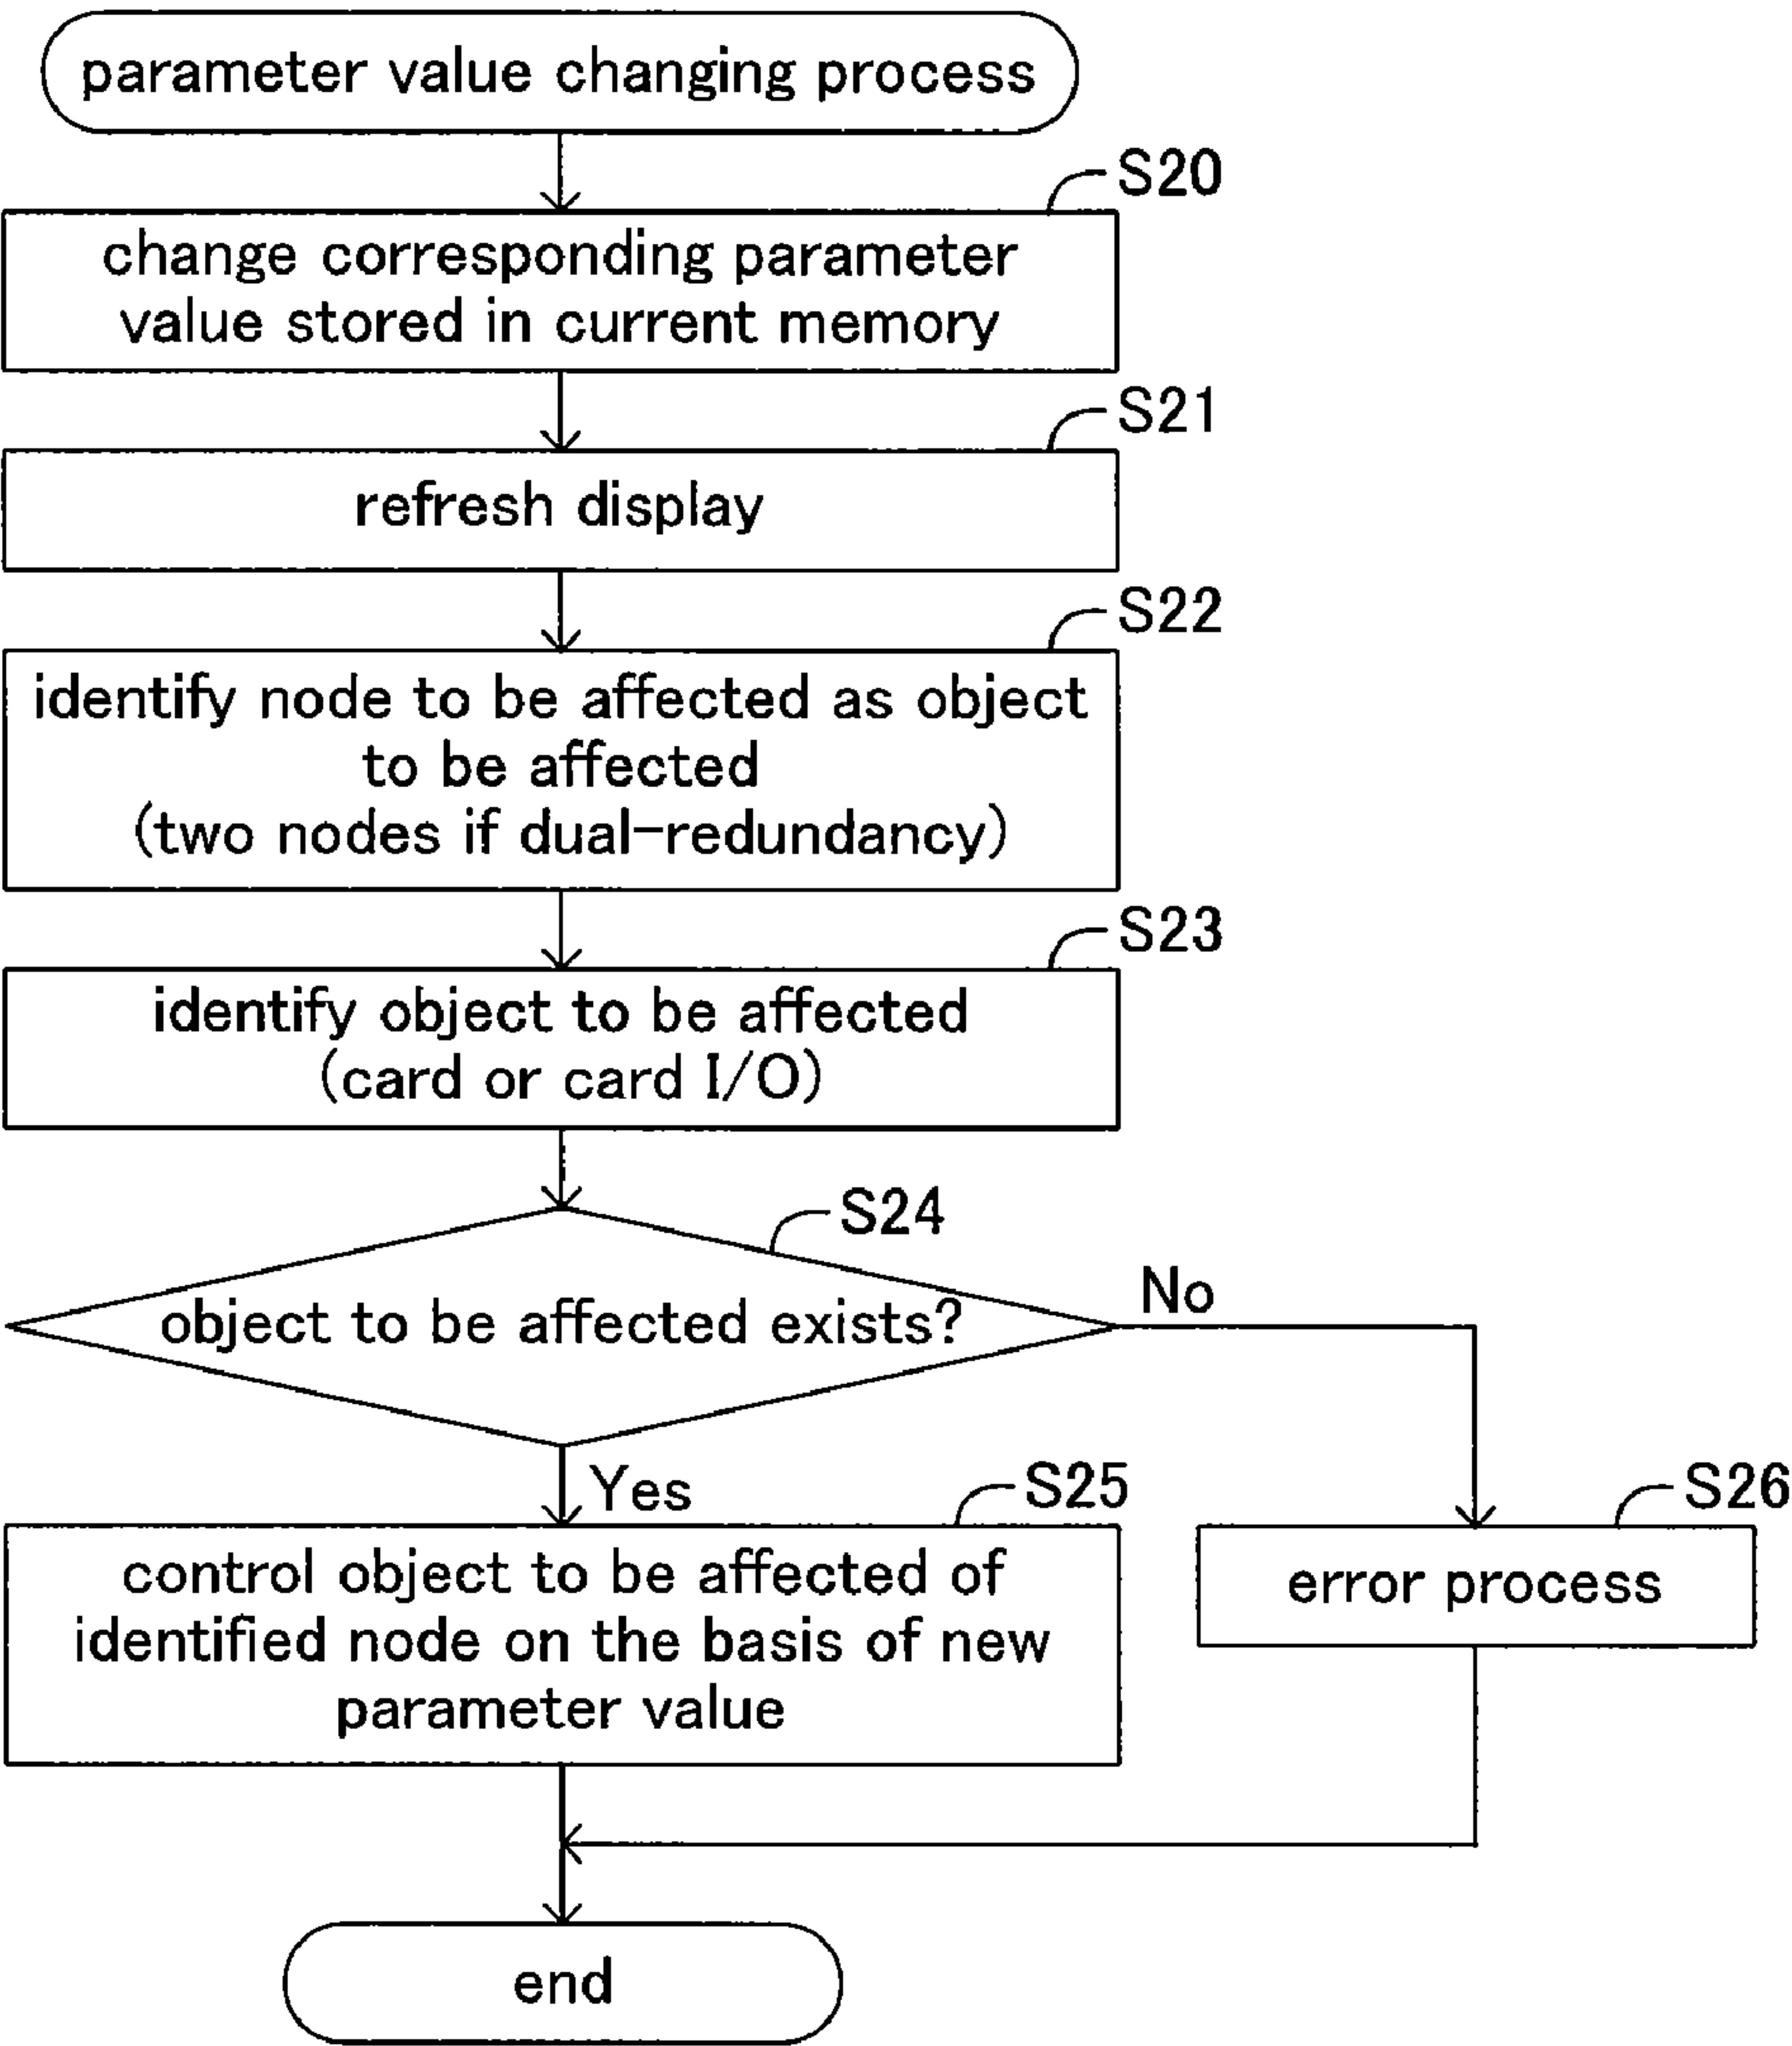 parameter value changing process
S20
change corresponding parameter
value stored in current memory
S21
refresh display
S22
identify node to be affected as object
to be affected
(two nodes if dual-redundancy)
S23
identify object to be affected
(card or card I/O)
S24
object to be affected exists?
No
Yes
S25
control object to be affected of
identified node on the basis of new
parameter value
S26
error process
end